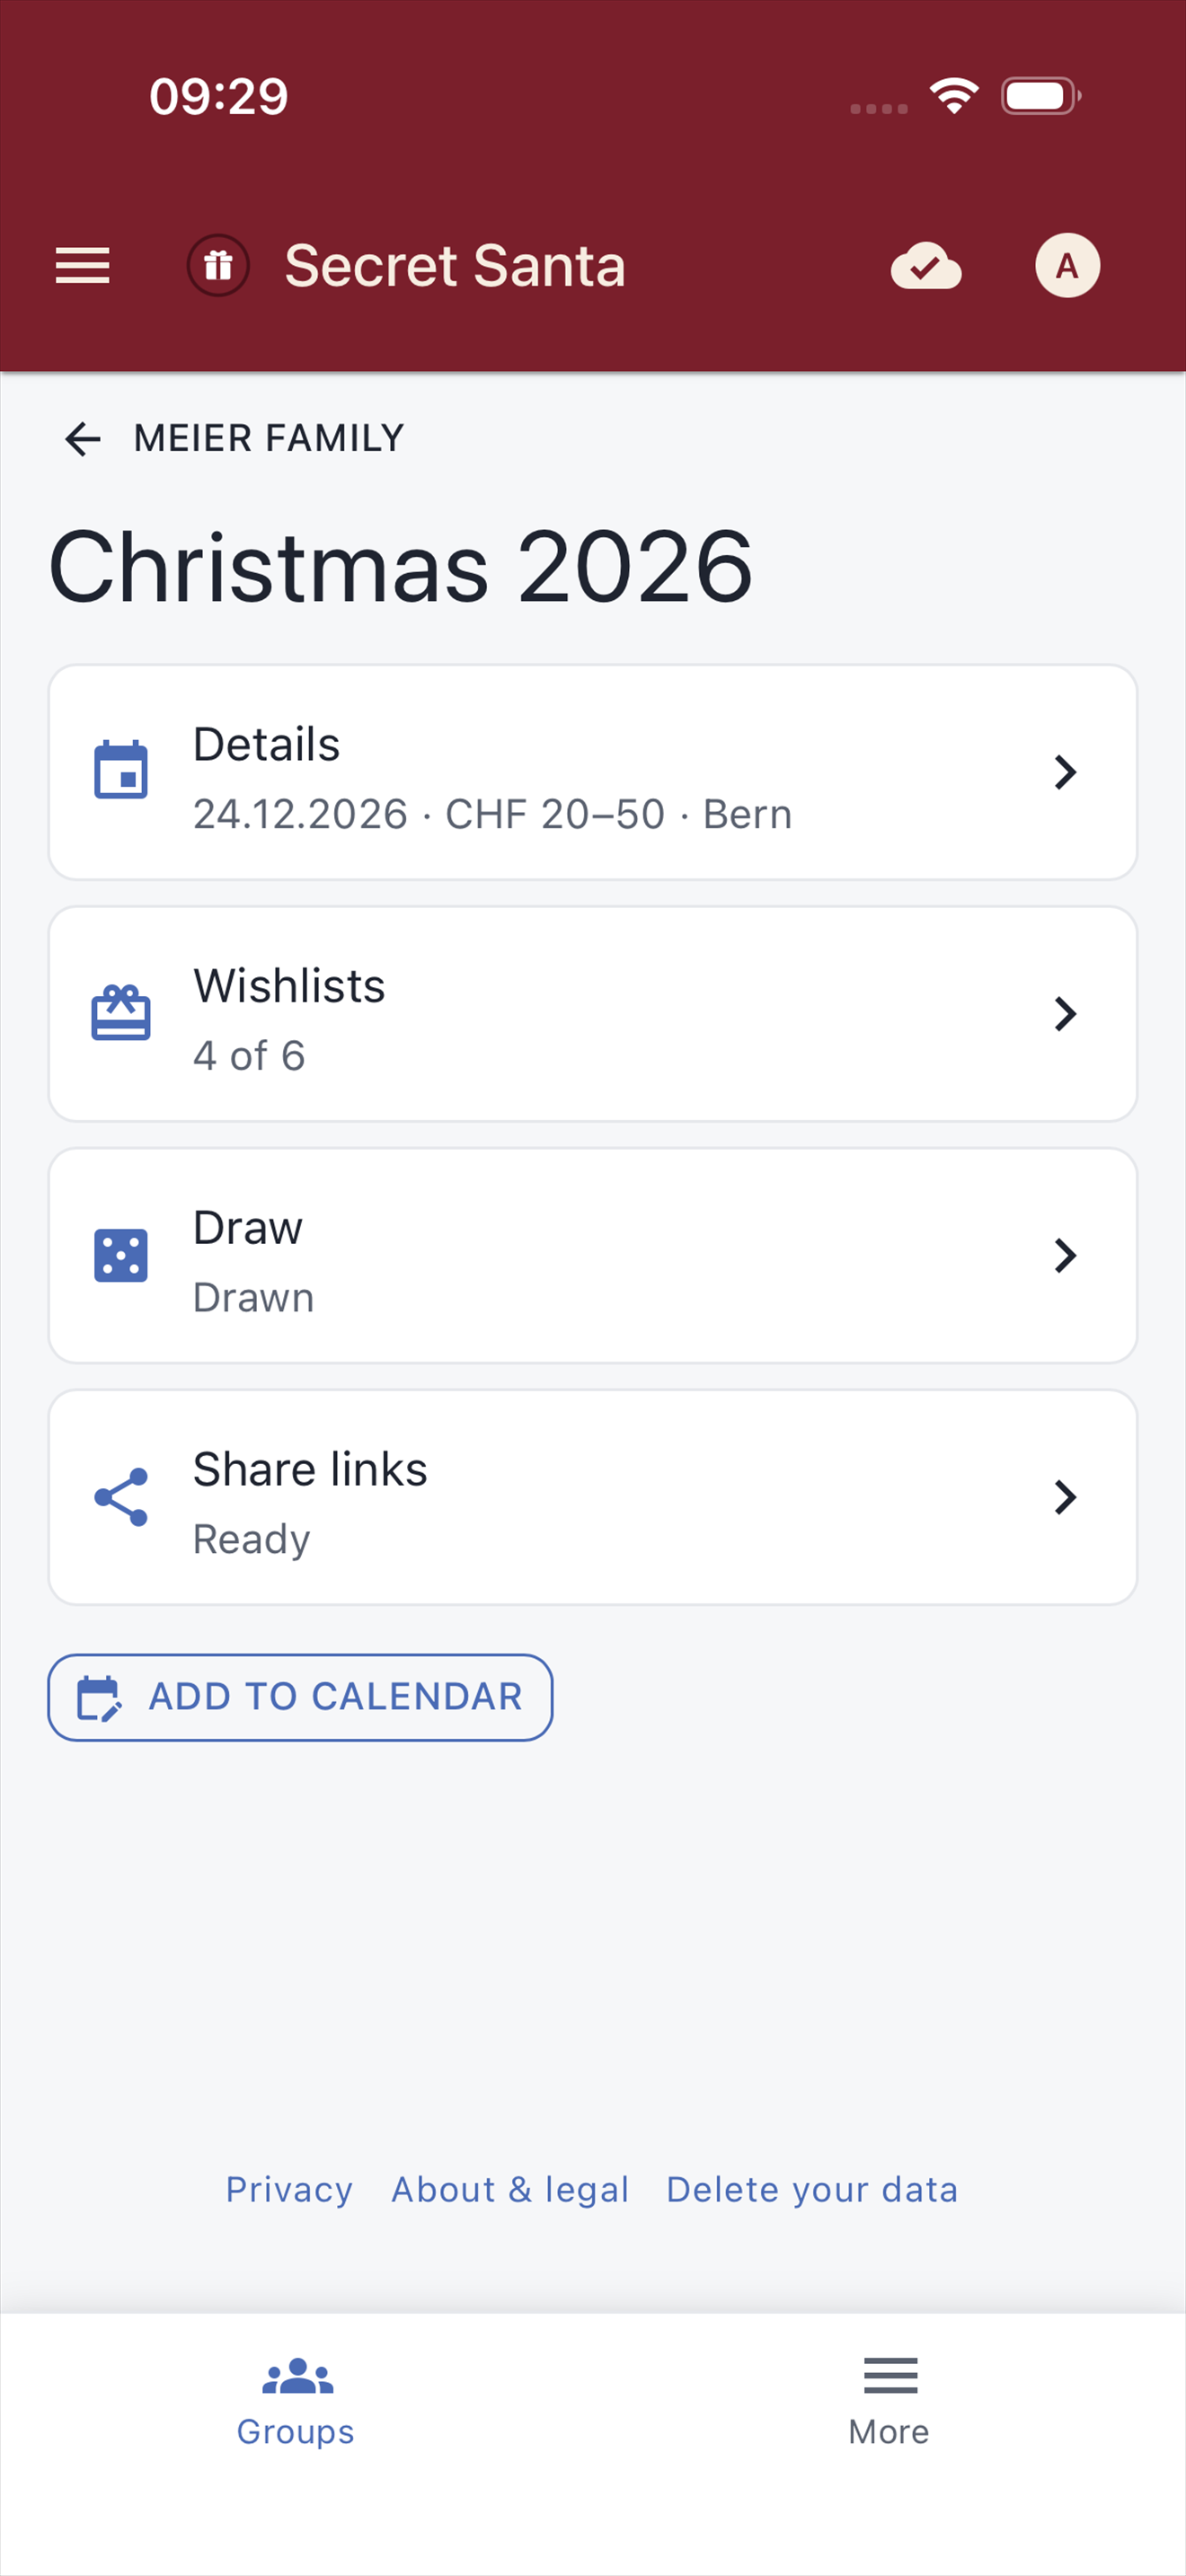 09:29
Secret Santa
A
MEIER FAMILY
Christmas 2026
Details
24.12.2026 · CHF 20–50 · Bern
Wishlists
4 of 6
Draw
Drawn
Share links
Ready
ADD TO CALENDAR
Privacy About & legal Delete your data
Groups More